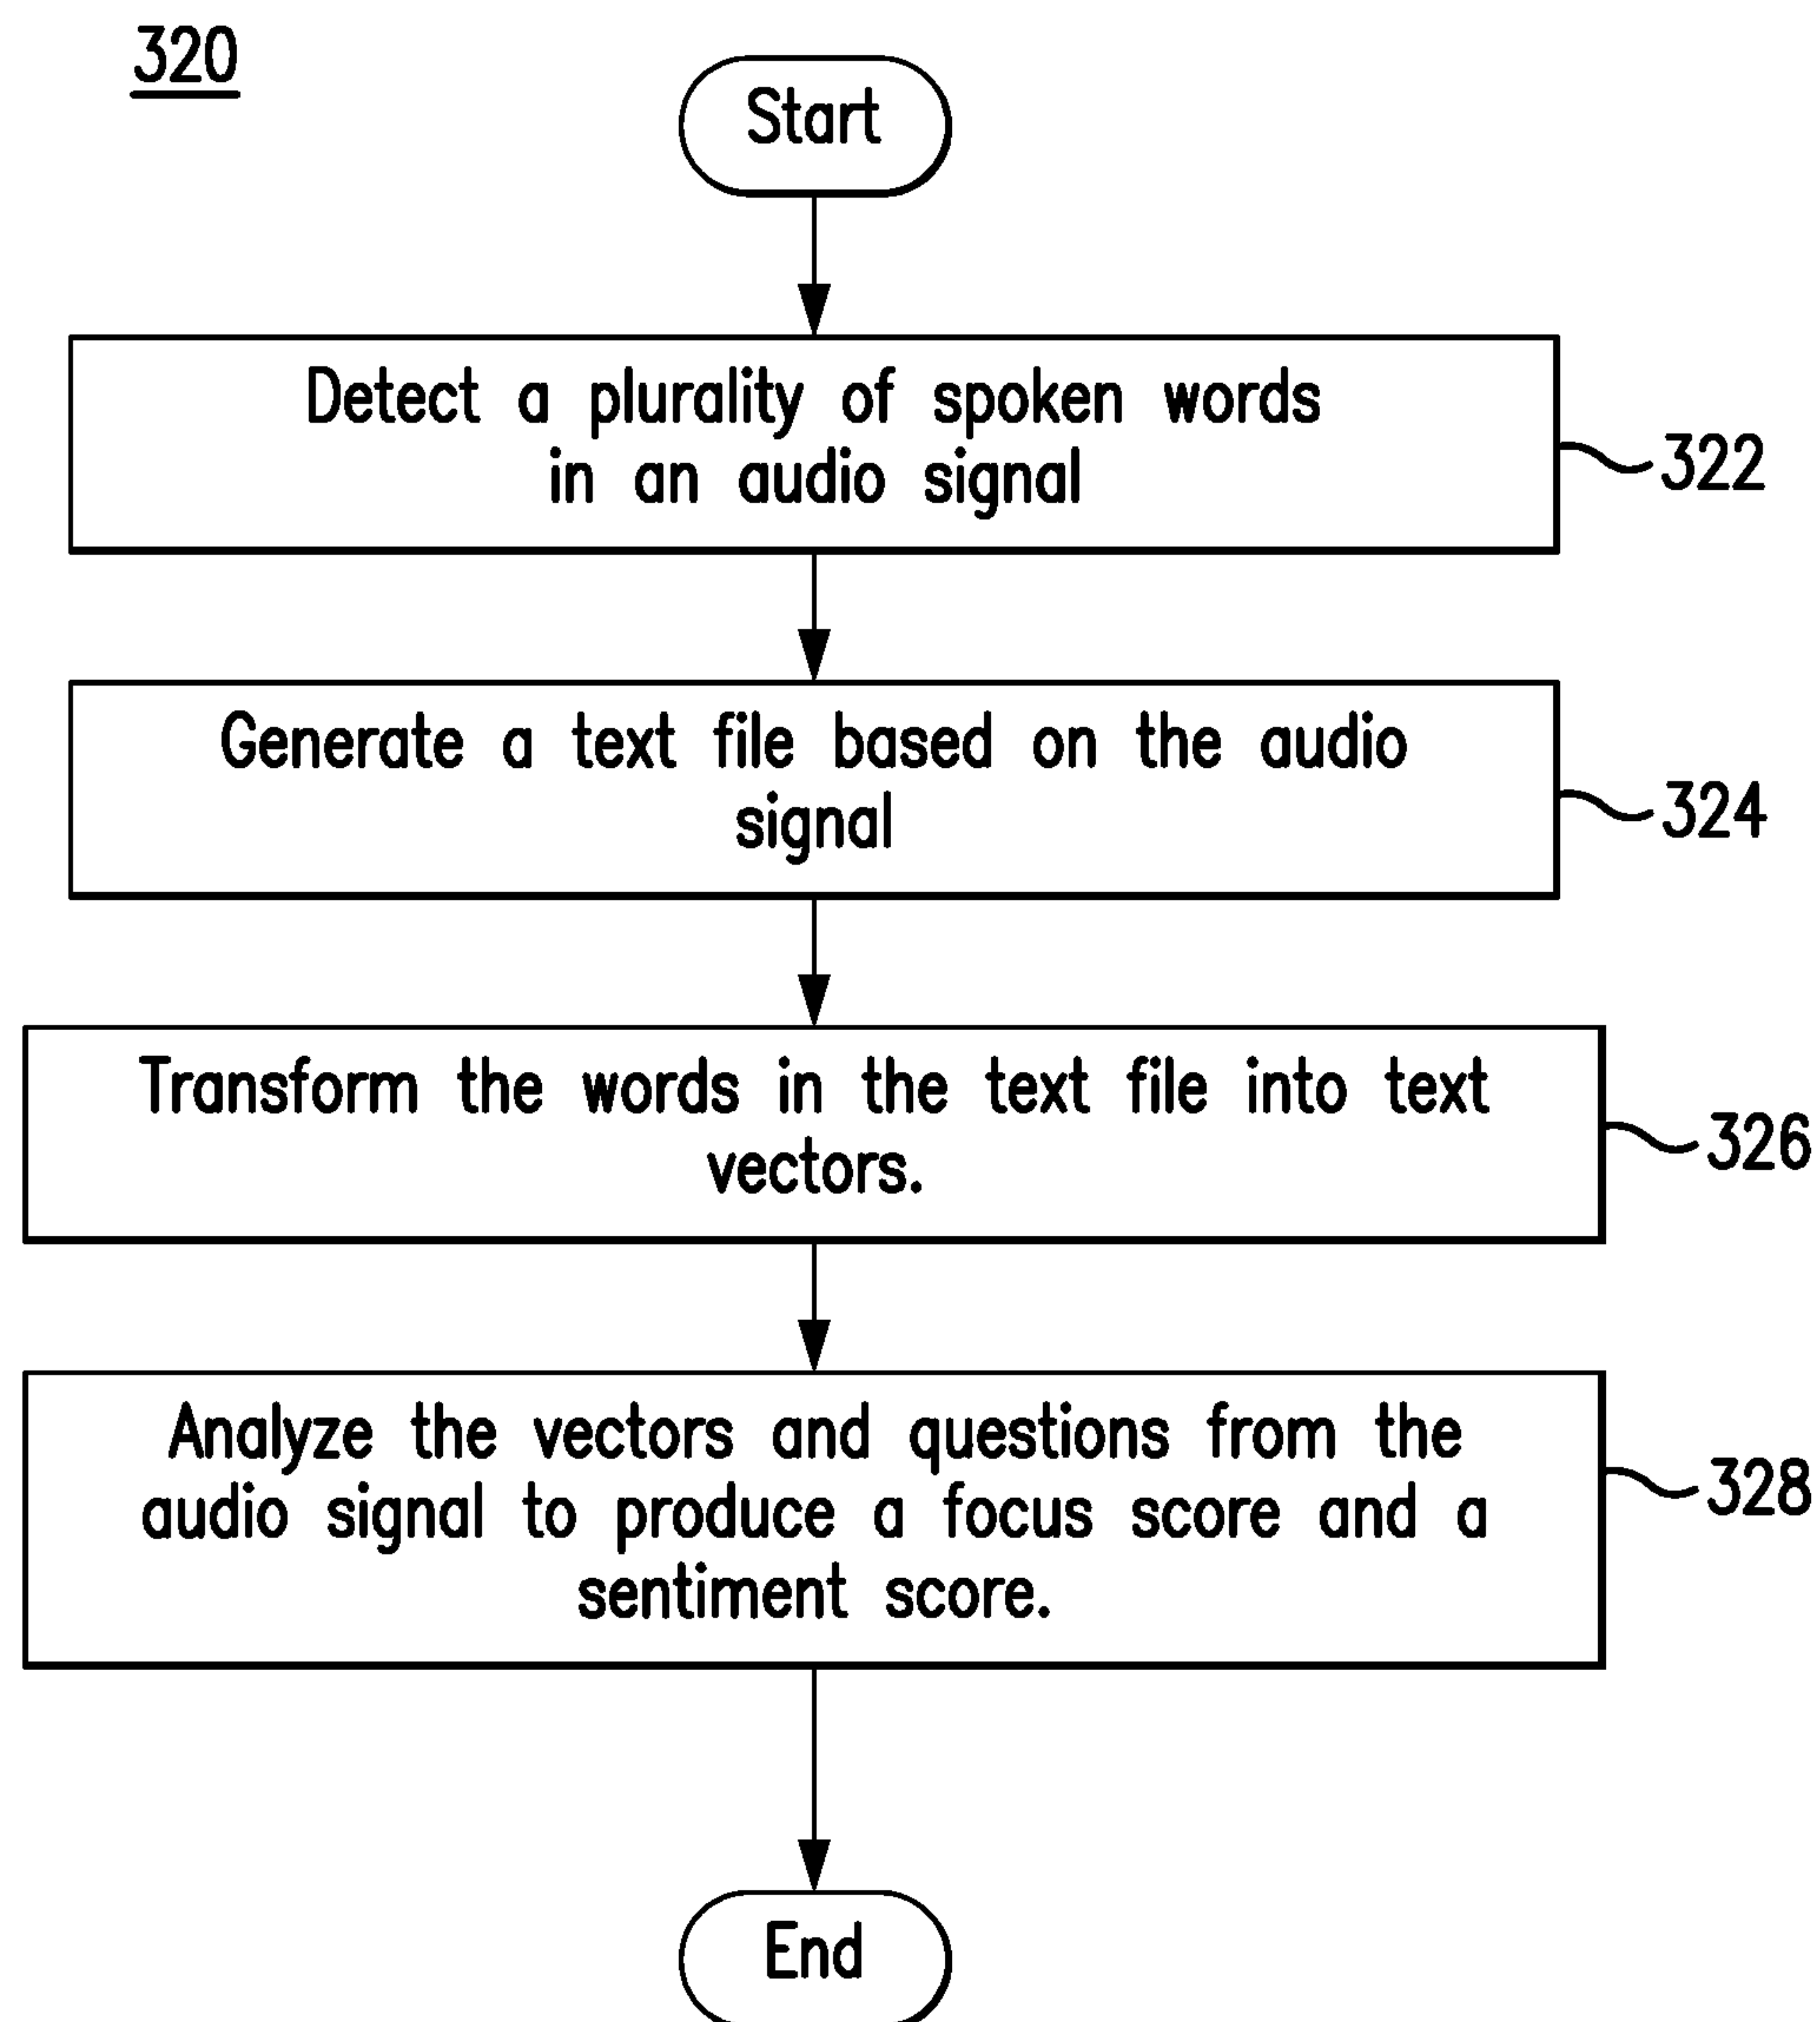 320
Start
Detect a plurality of spoken words
in an audio signal
322
Generate a text file based on the audio
signal
324
Transform the words in the text file into text
vectors.
326
Analyze the vectors and questions from the
audio signal to produce a focus score and a
sentiment score.
328
End